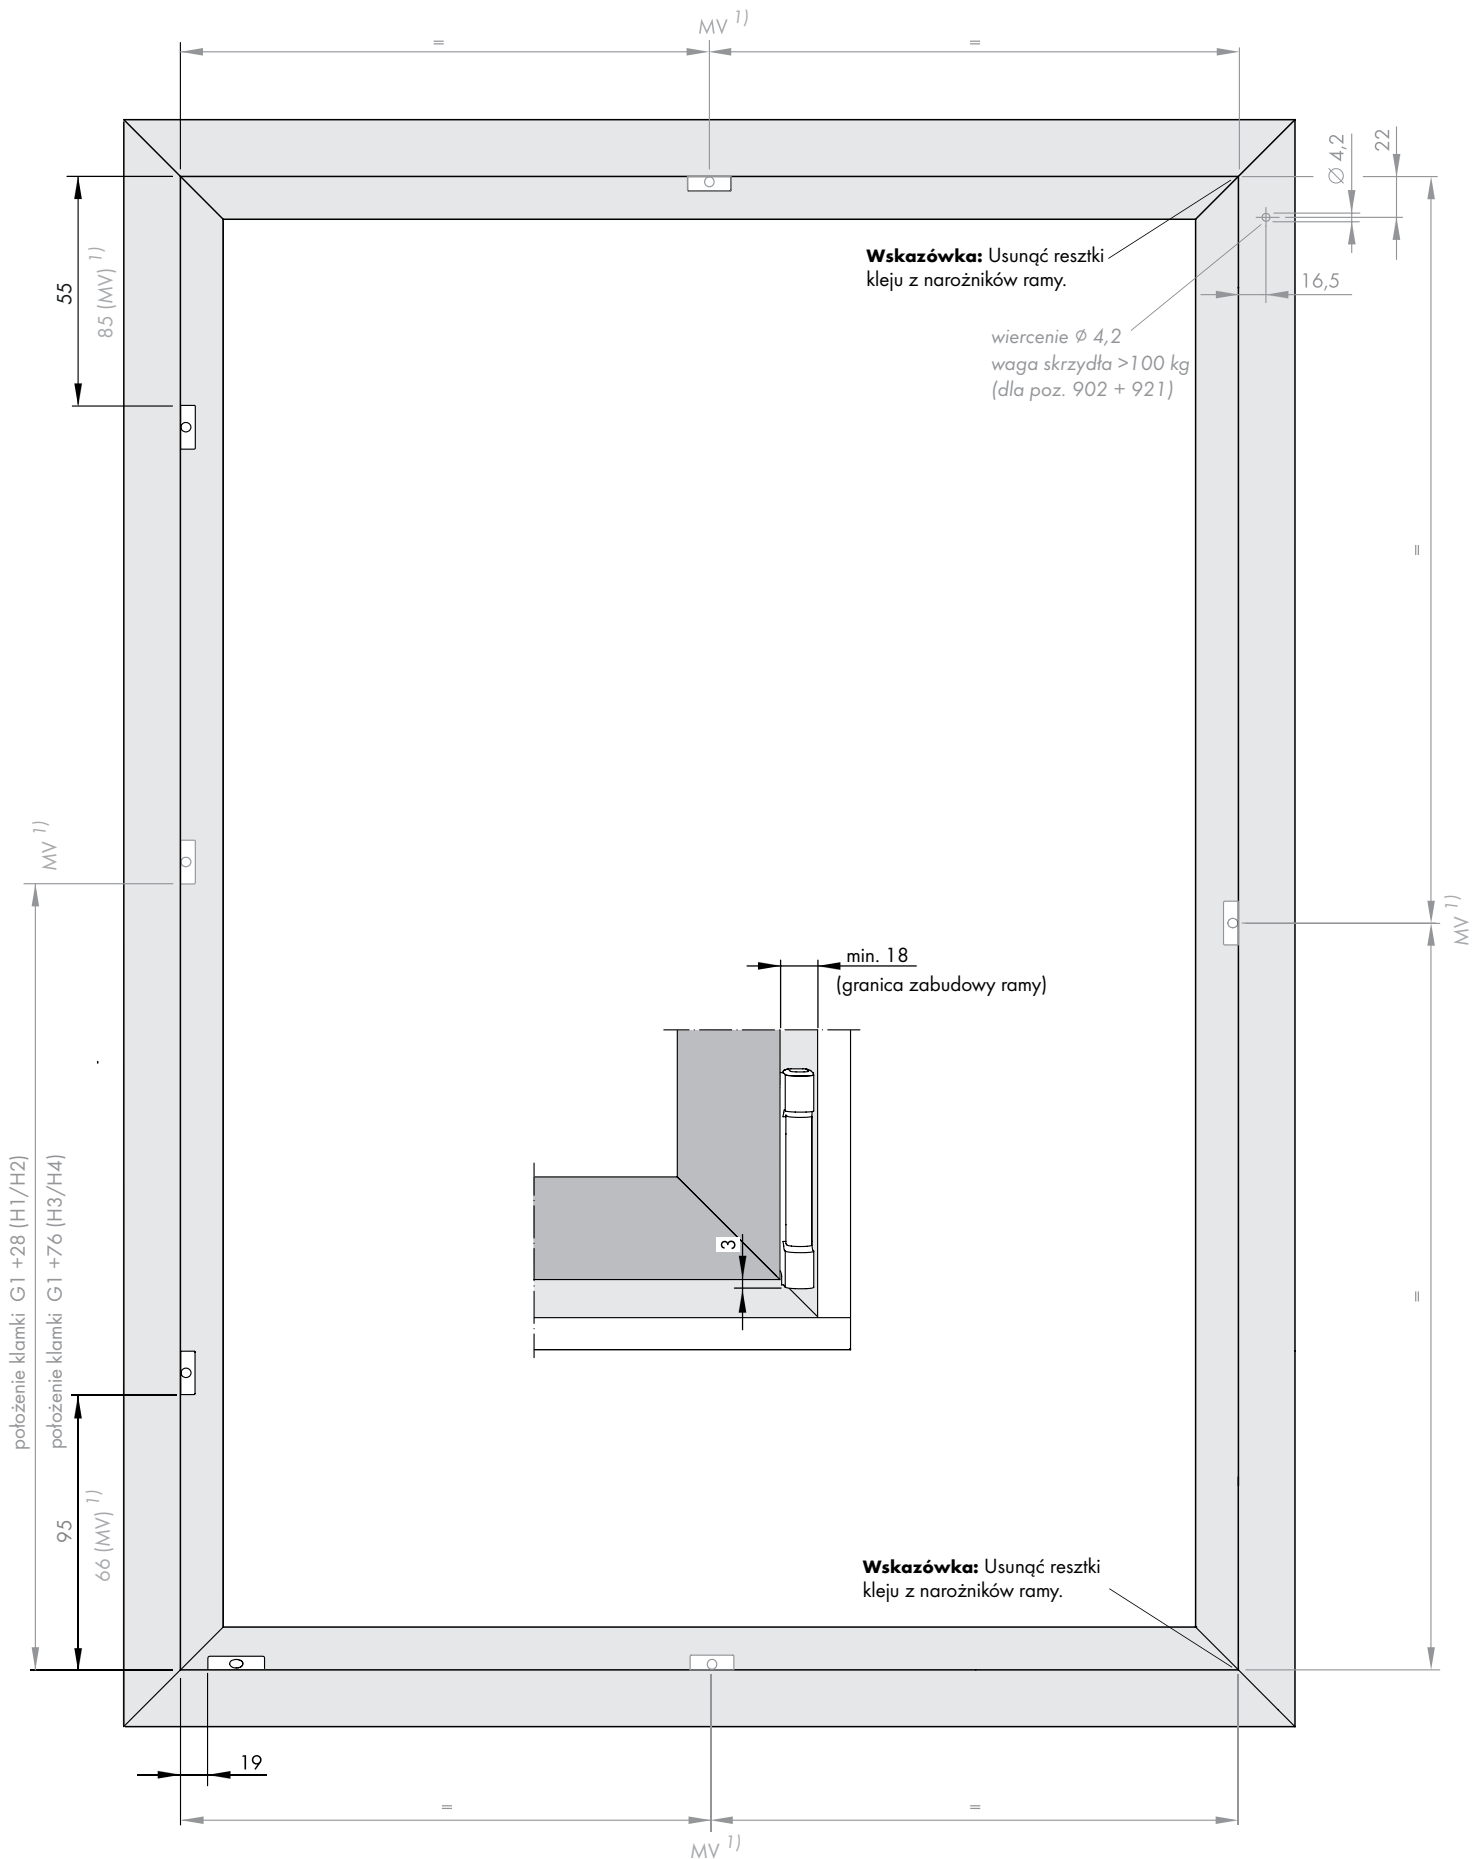 MV 1)
= =
Ø 4,2
22
55
85 (MV) 1)
Wskazówka: Usunąć resztki
kleju z narożników ramy.
16,5
wiercenie Ø 4,2
waga skrzydła >100 kg
(dla poz. 902 + 921)
=
MV 1)
MV 1)
min. 18
(granica zabudowy ramy)
położenie klamki G1 +28 (H1/H2)
położenie klamki G1 +76 (H3/H4)
3
=
95
66 (MV) 1)
Wskazówka: Usunąć resztki
kleju z narożników ramy.
19
= =
MV 1)